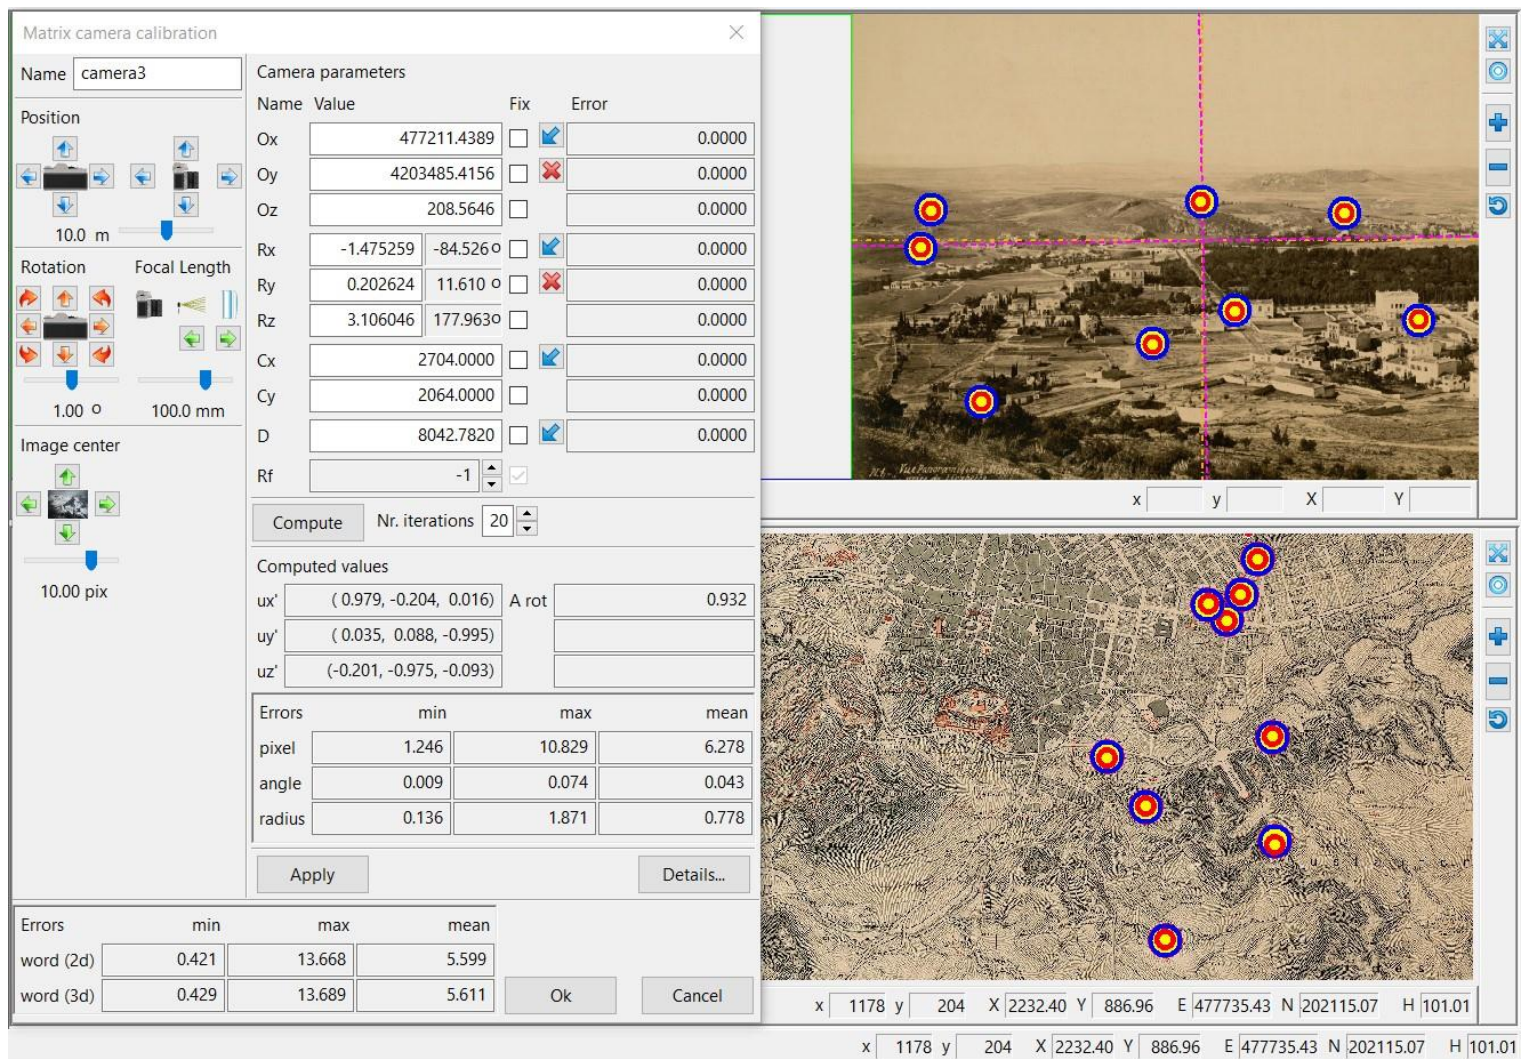 Matrix camera calibration
Name camera3
Position
10.0 m
Rotation Focal Length
1.00 o 100.0 mm
Image center
10.00 pix
Camera parameters
Name Value Fix Error
Ox 477211.4389 0.0000
Oy 4203485.4156 0.0000
Oz 208.5646 0.0000
Rx -1.475259 -84.526 o 0.0000
Ry 0.202624 11.610 o 0.0000
Rz 3.106046 177.963o 0.0000
Cx 2704.0000 0.0000
Cy 2064.0000 0.0000
D 8042.7820 0.0000
Rf -1
Compute Nr. iterations 20
Computed values
ux' ( 0.979, -0.204, 0.016) A rot 0.932
uy' ( 0.035, 0.088, -0.995)
uz' (-0.201, -0.975, -0.093)
Errors min max mean
pixel 1.246 10.829 6.278
angle 0.009 0.074 0.043
radius 0.136 1.871 0.778
Apply Details...
Errors min max mean
word (2d) 0.421 13.668 5.599
word (3d) 0.429 13.689 5.611
Ok Cancel
x y X Y
x 1178 y 204 X 2232.40 Y 886.96 E 477735.43 N 202115.07 H 101.01
x 1178 y 204 X 2232.40 Y 886.96 E 477735.43 N 202115.07 H 101.01